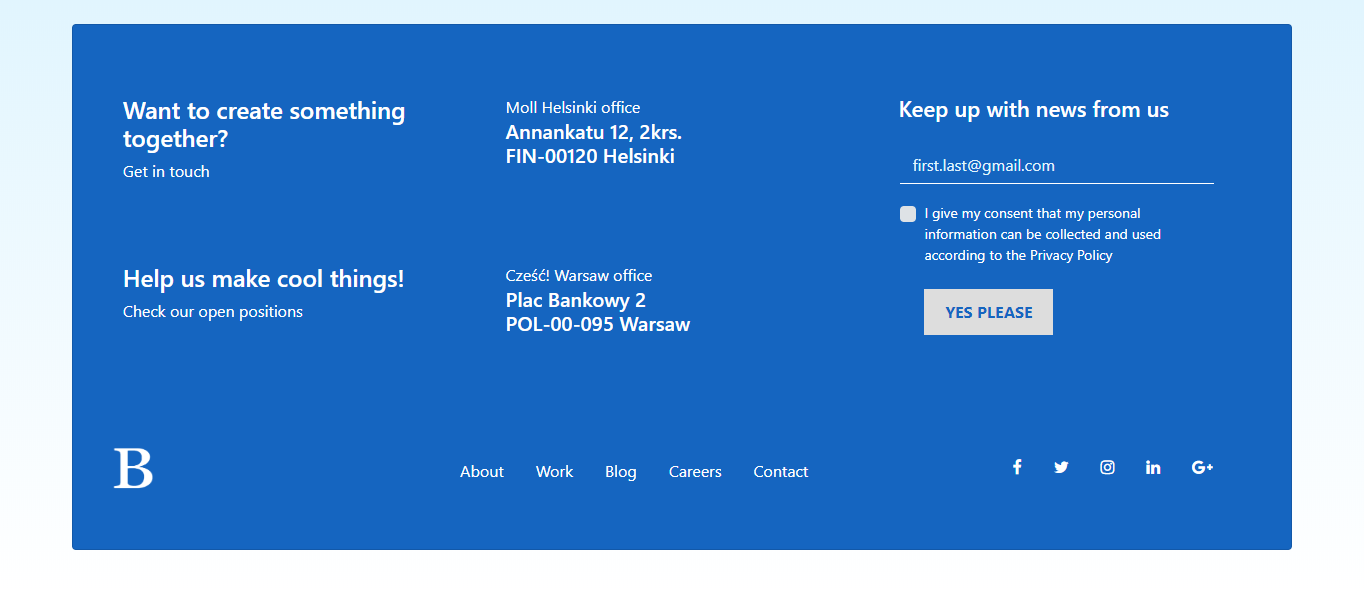 Want to create something
together?
Get in touch
Moll Helsinki office
Annankatu 12, 2krs.
FIN-00120 Helsinki
Keep up with news from us
first.last@gmail.com
I give my consent that my personal
information can be collected and used
according to the Privacy Policy
YES PLEASE
Help us make cool things!
Check our open positions
Cześć! Warsaw office
Plac Bankowy 2
POL-00-095 Warsaw
B
About Work Blog Careers Contact